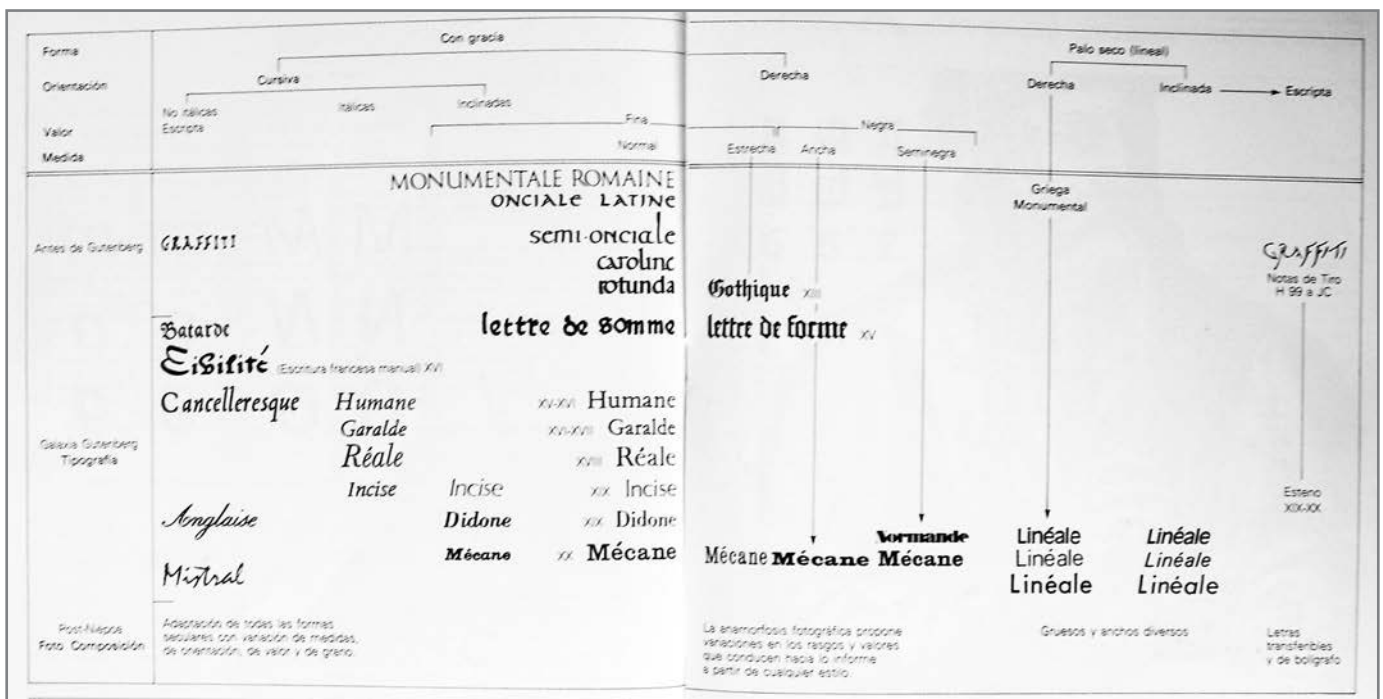 Forma
Con gracia
Palo seco (lineal)
Orientación
Cursiva
Derecha
Derecha
Inclinada
Escripta
No itálicas
Escripta
Itálicas
Inclinadas
Valor
Fina
Negra
Medida
Normal
Estrecha
Ancha
Seminegra
MONUMENTALE ROMAINE
ONCIALE LATINE
Griega
Monumental
Antes de Gutenberg
GRAFFITI
semi-onciale
caroline
rotunda
Gothique XIII
GRAFFITI
Notas de Tiro
H 99 a JC
Batarde
lettre de somme
lettre de forme XV
Civilité (Escritura francesa manual) XVI
Cancelleresque
Humane
XV-XVI Humane
Garalde
XVI-XVII Garalde
Galaxia Gutenberg
Tipografía
Réale
XVIII Réale
Incise
Incise
XIX Incise
Esteno
XIX-XX
Anglaise
Didone
XIX Didone
Normande
Linéale
Linéale
Mécane
XX Mécane
Mécane
Mécane
Mécane
Linéale
Linéale
Mistral
Linéale
Linéale
Post-Niepce
Foto. Composición
Adaptación de todas las formas
seculares con variación de medidas,
de orientación, de valor y de grano.
La anamorfosis fotográfica propone
variaciones en los rasgos y valores
que conducen hacia lo informe
a partir de cualquier estilo.
Gruesos y anchos diversos
Letras
transferibles
y de bolígrafo